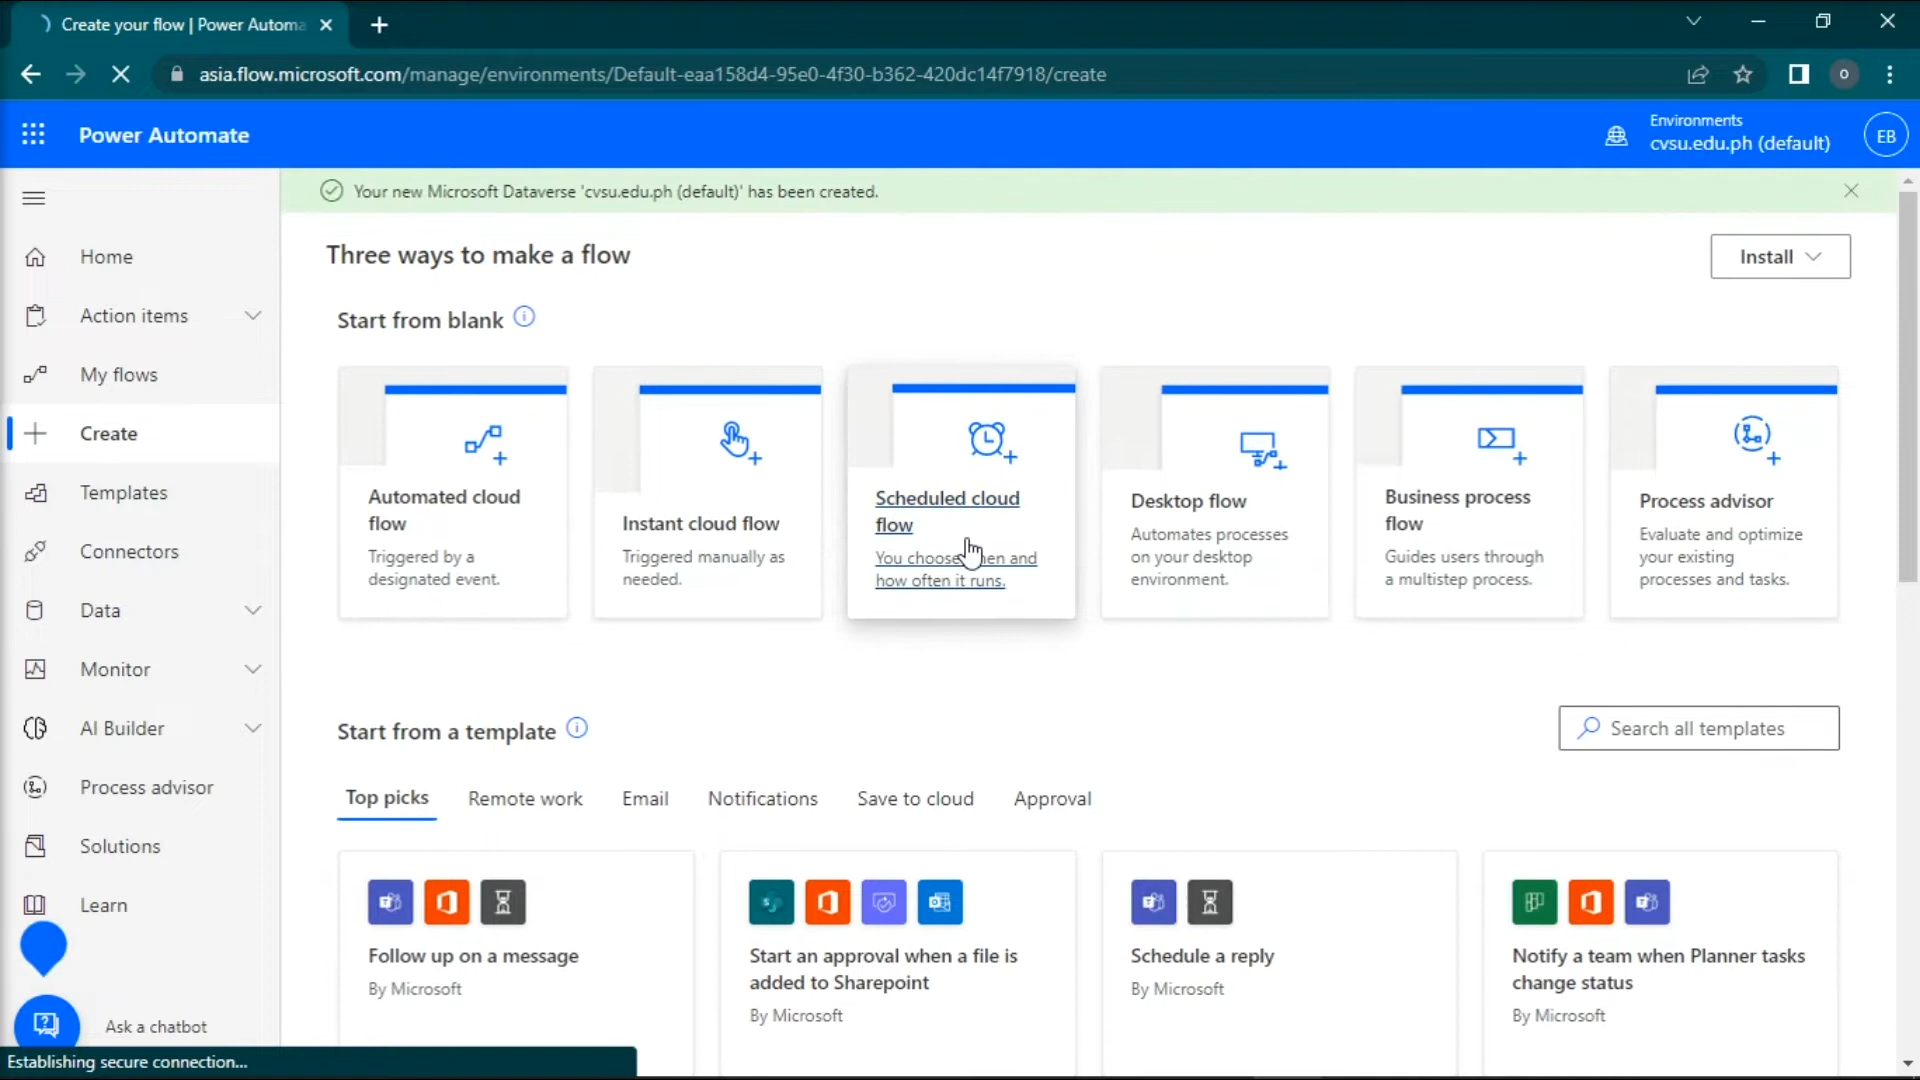 Create your flow | Power Automa
asia.flow.microsoft.com/manage/environments/Default-eaa158d4-95e0-4f30-b362-420dc14f7918/create
O
Power Automate
Environments
cvsu.edu.ph (default)
EB
Your new Microsoft Dataverse 'cvsu.edu.ph (default)' has been created.
Home
Action items
My flows
Create
Templates
Connectors
Data
Monitor
AI Builder
Process advisor
Solutions
Learn
Ask a chatbot
Establishing secure connection...
Three ways to make a flow
Install
Start from blank
Automated cloud
flow
Triggered by a
designated event.
Instant cloud flow
Triggered manually as
needed.
Scheduled cloud
flow
You choose and
how often it runs.
Desktop flow
Automates processes
on your desktop
environment.
Business process
flow
Guides users through
a multistep process.
Process advisor
Evaluate and optimize
your existing
processes and tasks.
Start from a template
Search all templates
Top picks
Remote work
Email
Notifications
Save to cloud
Approval
Follow up on a message
By Microsoft
Start an approval when a file is
added to Sharepoint
By Microsoft
Schedule a reply
By Microsoft
Notify a team when Planner tasks
change status
By Microsoft